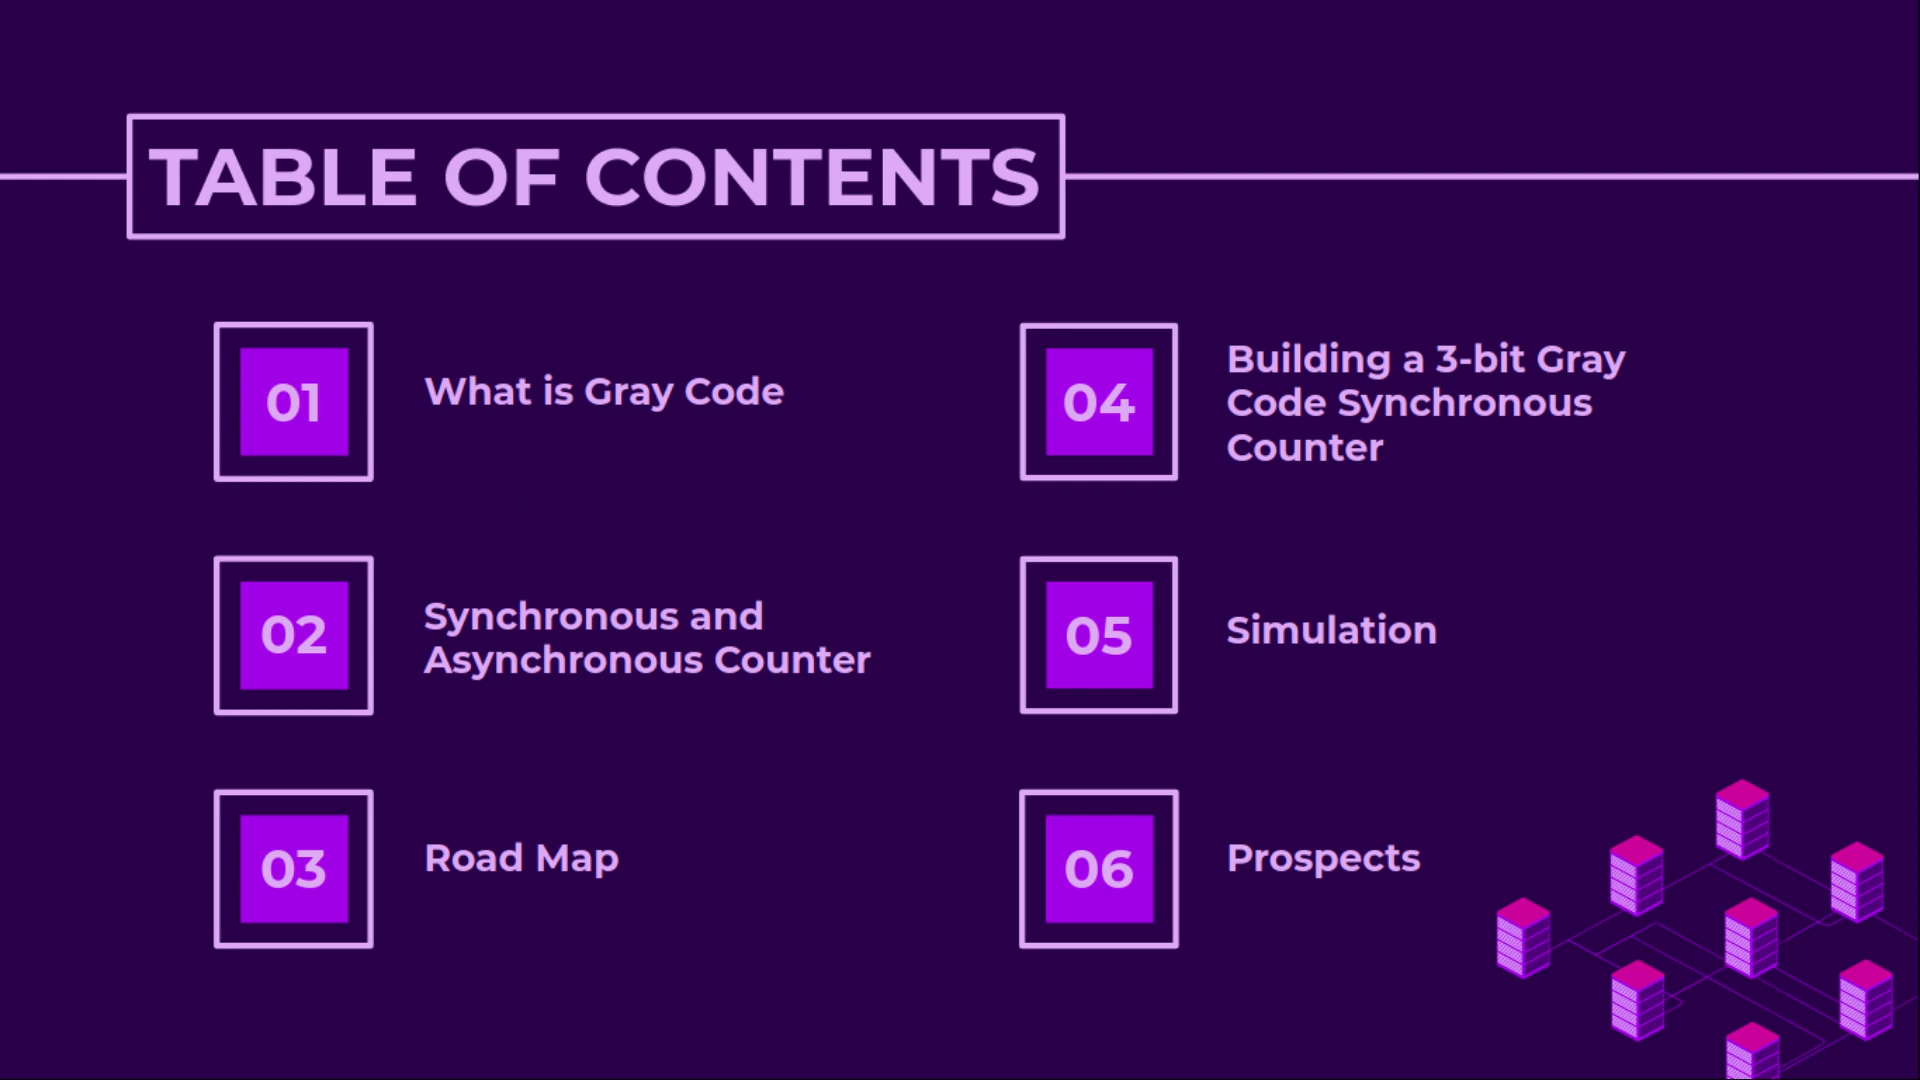 TABLE OF CONTENTS
01
What is Gray Code
02
Synchronous and
Asynchronous Counter
03
Road Map
04
Building a 3-bit Gray
Code Synchronous
Counter
05
Simulation
06
Prospects